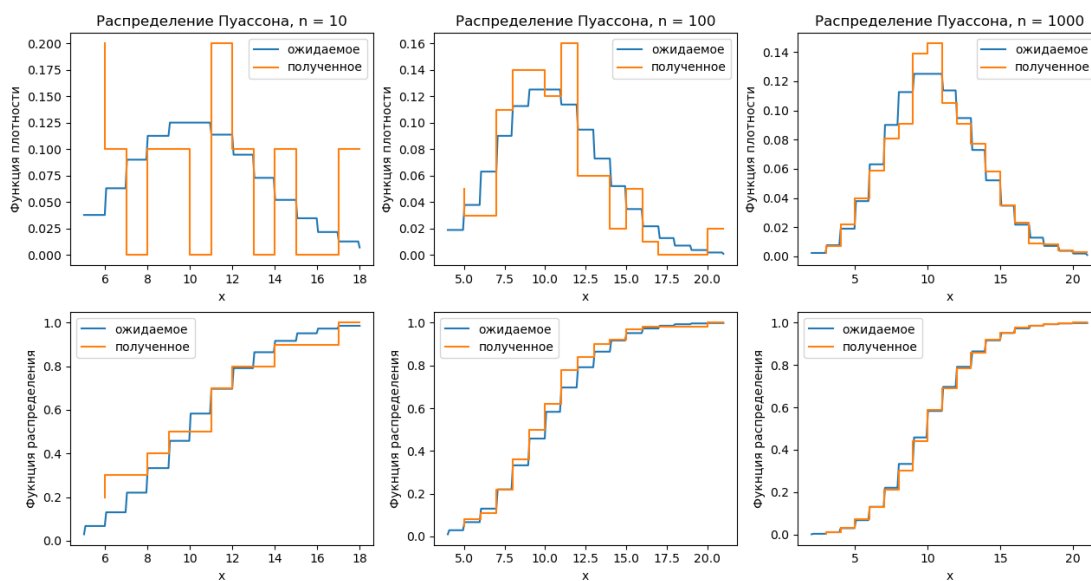 Распределение Пуассона, n = 10
0.200
0.175
0.150
0.125
0.100
0.075
0.050
0.025
0.000
Функция плотности
ожидаемое
полученное
6 8 10 12 14 16 18
x
Распределение Пуассона, n = 100
0.16
0.14
0.12
0.10
0.08
0.06
0.04
0.02
0.00
Функция плотности
ожидаемое
полученное
5.0 7.5 10.0 12.5 15.0 17.5 20.0
x
Распределение Пуассона, n = 1000
0.14
0.12
0.10
0.08
0.06
0.04
0.02
0.00
Функция плотности
ожидаемое
полученное
5 10 15 20
x
1.0
0.8
0.6
0.4
0.2
0.0
Фукнция распределения
ожидаемое
полученное
6 8 10 12 14 16 18
x
1.0
0.8
0.6
0.4
0.2
0.0
Фукнция распределения
ожидаемое
полученное
5.0 7.5 10.0 12.5 15.0 17.5 20.0
x
1.0
0.8
0.6
0.4
0.2
0.0
Фукнция распределения
ожидаемое
полученное
5 10 15 20
x